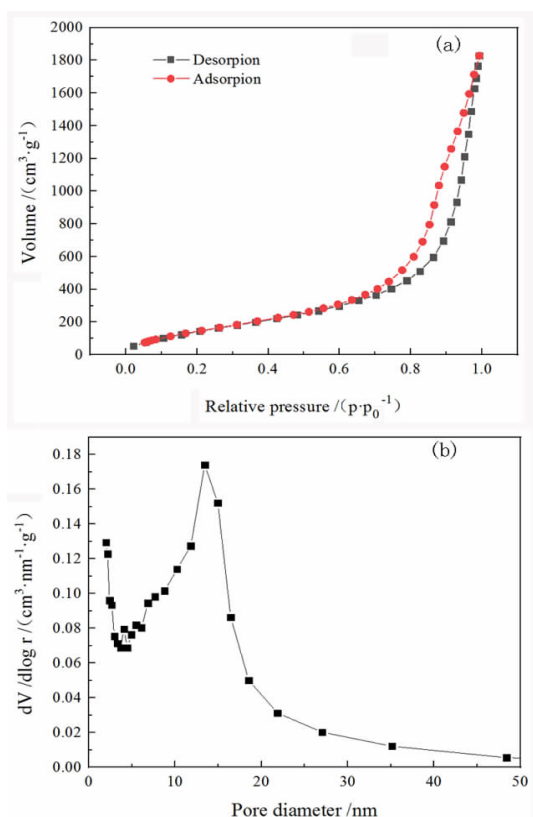 (a)
Desorpion
Adsorpion
2000
1800
1600
1400
1200
1000
800
600
400
200
0
Volume /(cm³·g⁻¹)
0.0 0.2 0.4 0.6 0.8 1.0
Relative pressure /(p·p₀⁻¹)
(b)
0.18
0.16
0.14
0.12
0.10
0.08
0.06
0.04
0.02
0.00
dV /dlog r /(cm³·nm⁻¹·g⁻¹)
0 10 20 30 40 50
Pore diameter /nm